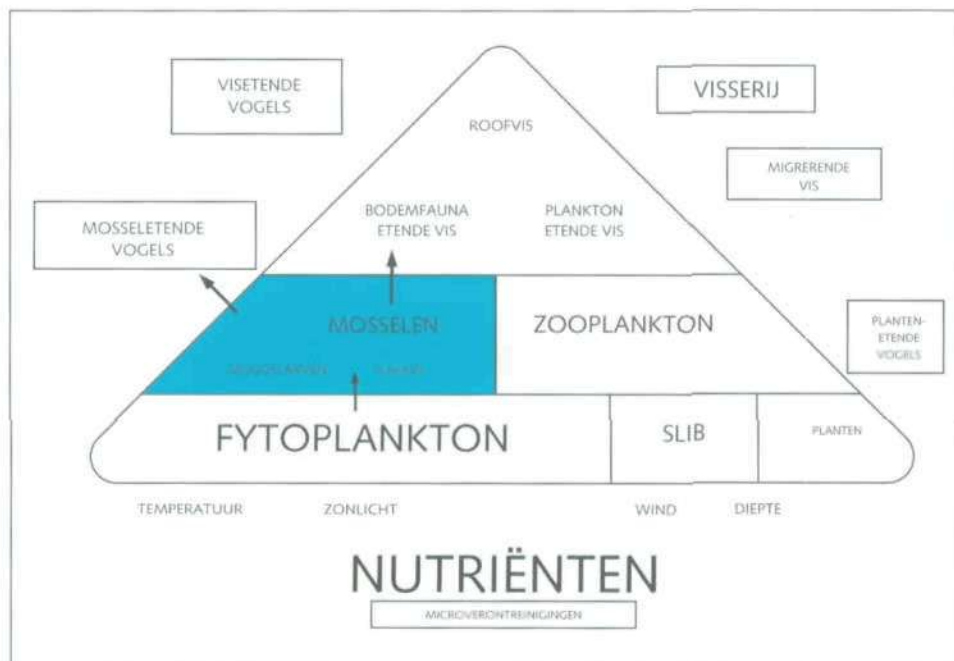 VISETENDE
VOGELS
VISSERIJ
ROOFVIS
MIGRERENDE
VIS
BODEMFAUNA
ETENDE VIS
PLANKTON
ETENDE VIS
MOSSELETENDE
VOGELS
MOSSELEN
ZOOPLANKTON
PLANTEN-
ETENDE
VOGELS
FYTOPLANKTON
SLIB
PLANTEN
TEMPERATUUR
ZONLICHT
WIND
DIEPTE
NUTRIËNTEN
MICROVERONTREINIGINGEN